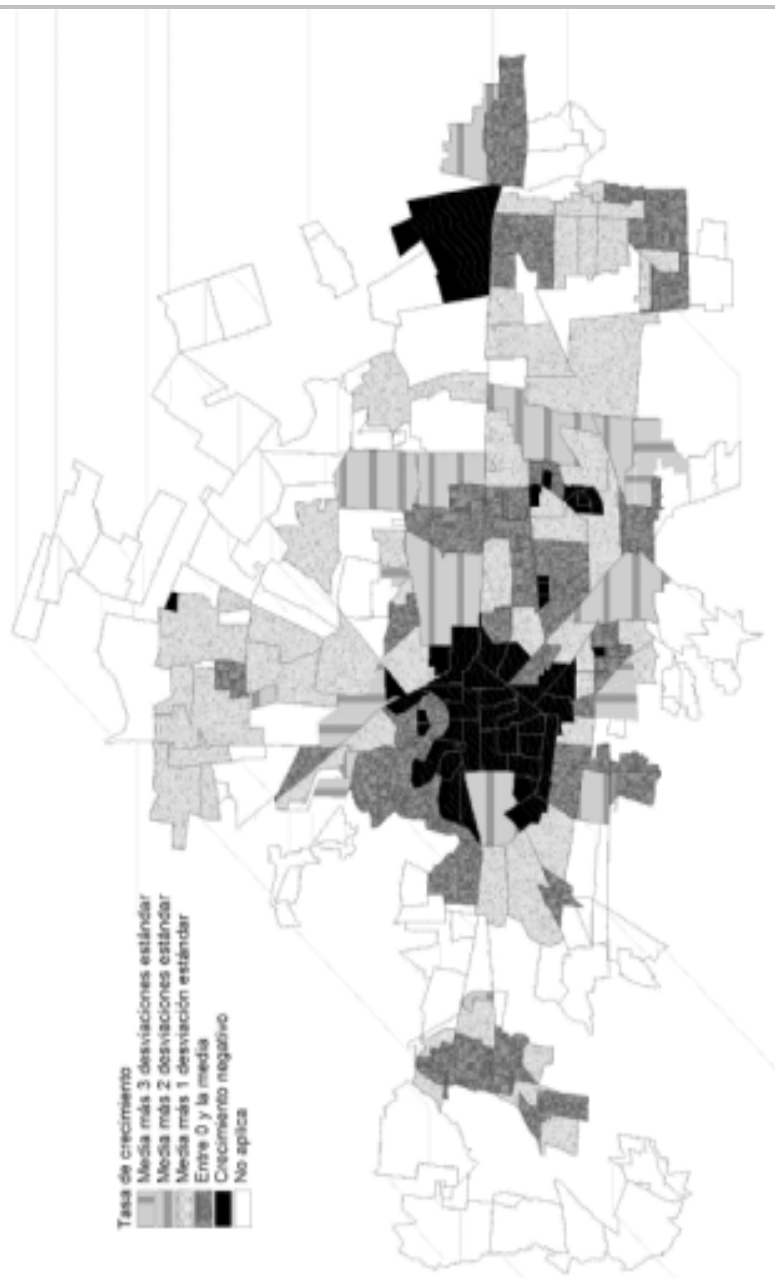 Tasa de crecimiento
Media más 3 desviaciones estándar
Media más 2 desviaciones estándar
Media más 1 desviación estándar
Entre 0 y la media
Crecimiento negativo
No aplica